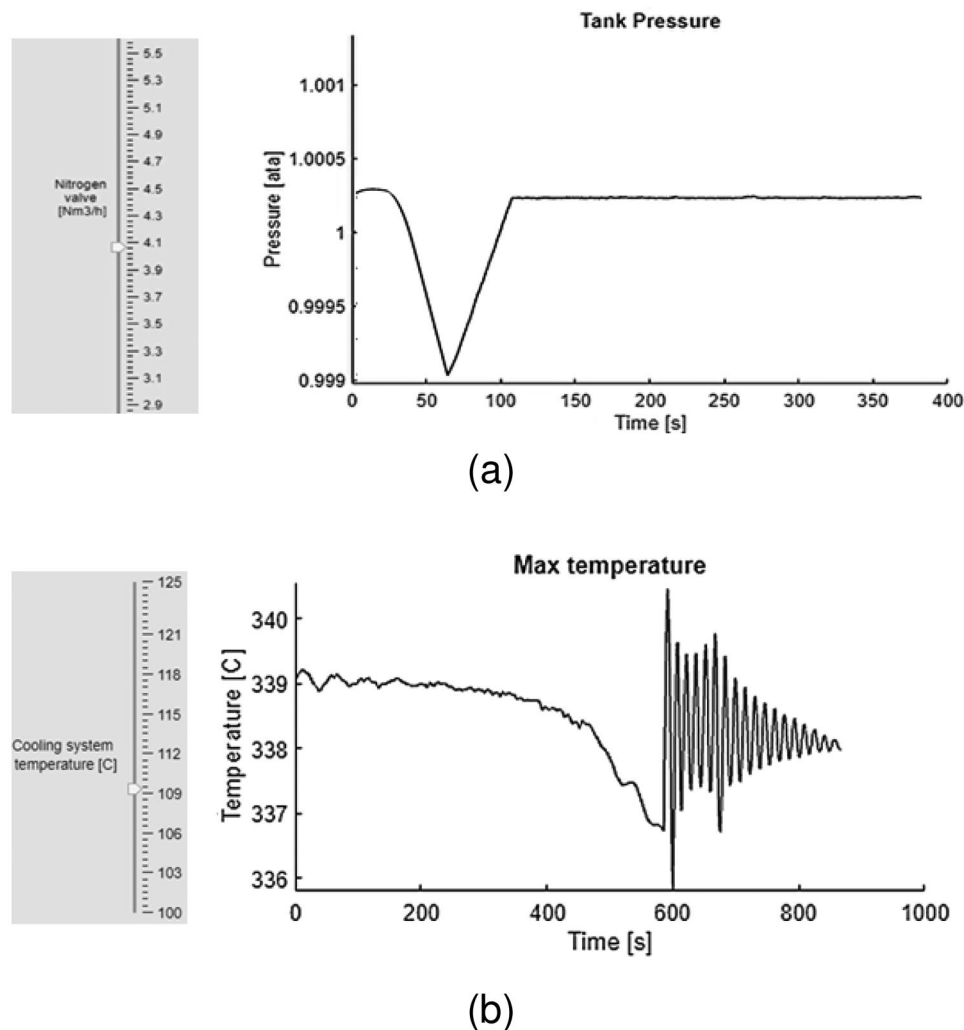 Tank Pressure
5.5
5.3
5.1
4.9
4.7
4.5
4.3
4.1
3.9
3.7
3.5
3.3
3.1
2.9
Nitrogen
valve
[Nm3/h]
Pressure [ata]
1.001
1.0005
1
0.9995
0.999
0 50 100 150 200 250 300 350 400
Time [s]
(a)
Max temperature
125
121
118
115
112
109
106
103
100
Cooling system
temperature [C]
Temperature [C]
340
339
338
337
336
0 200 400 600 800 1000
Time [s]
(b)